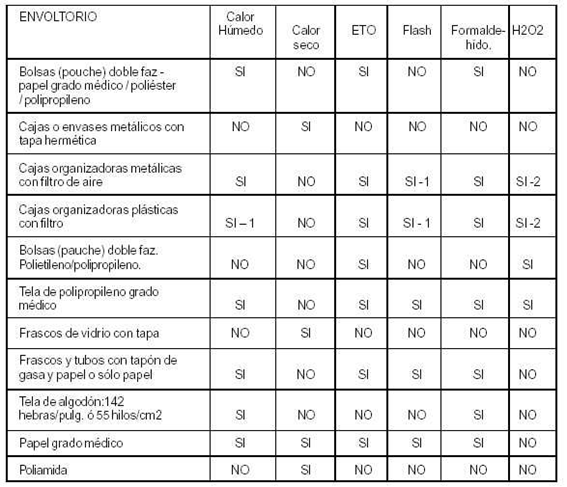 ENVOLTORIO Calor Húmedo Calor seco ETO Flash Formalde-hido. H2O2
Bolsas (pouche) doble faz -
papel grado médico / poliéster
/ polipropileno SI NO SI NO SI NO
Cajas o envases metálicos con
tapa hermética NO SI NO NO NO NO
Cajas organizadoras metálicas
con filtro de aire SI NO SI SI -1 SI SI -2
Cajas organizadoras plásticas
con filtro SI – 1 NO SI SI - 1 SI SI -2
Bolsas (pauche) doble faz.
Polietileno/polipropileno. NO NO SI NO NO SI
Tela de polipropileno grado
médico SI NO SI SI SI SI
Frascos de vidrio con tapa NO SI NO NO NO NO
Frascos y tubos con tapón de
gasa y papel o sólo papel SI NO SI SI SI NO
Tela de algodón:142
hebras/pulg. ó 55 hilos/cm2 SI NO NO NO SI NO
Papel grado médico SI SI SI SI SI NO
Poliamida NO SI NO NO NO NO